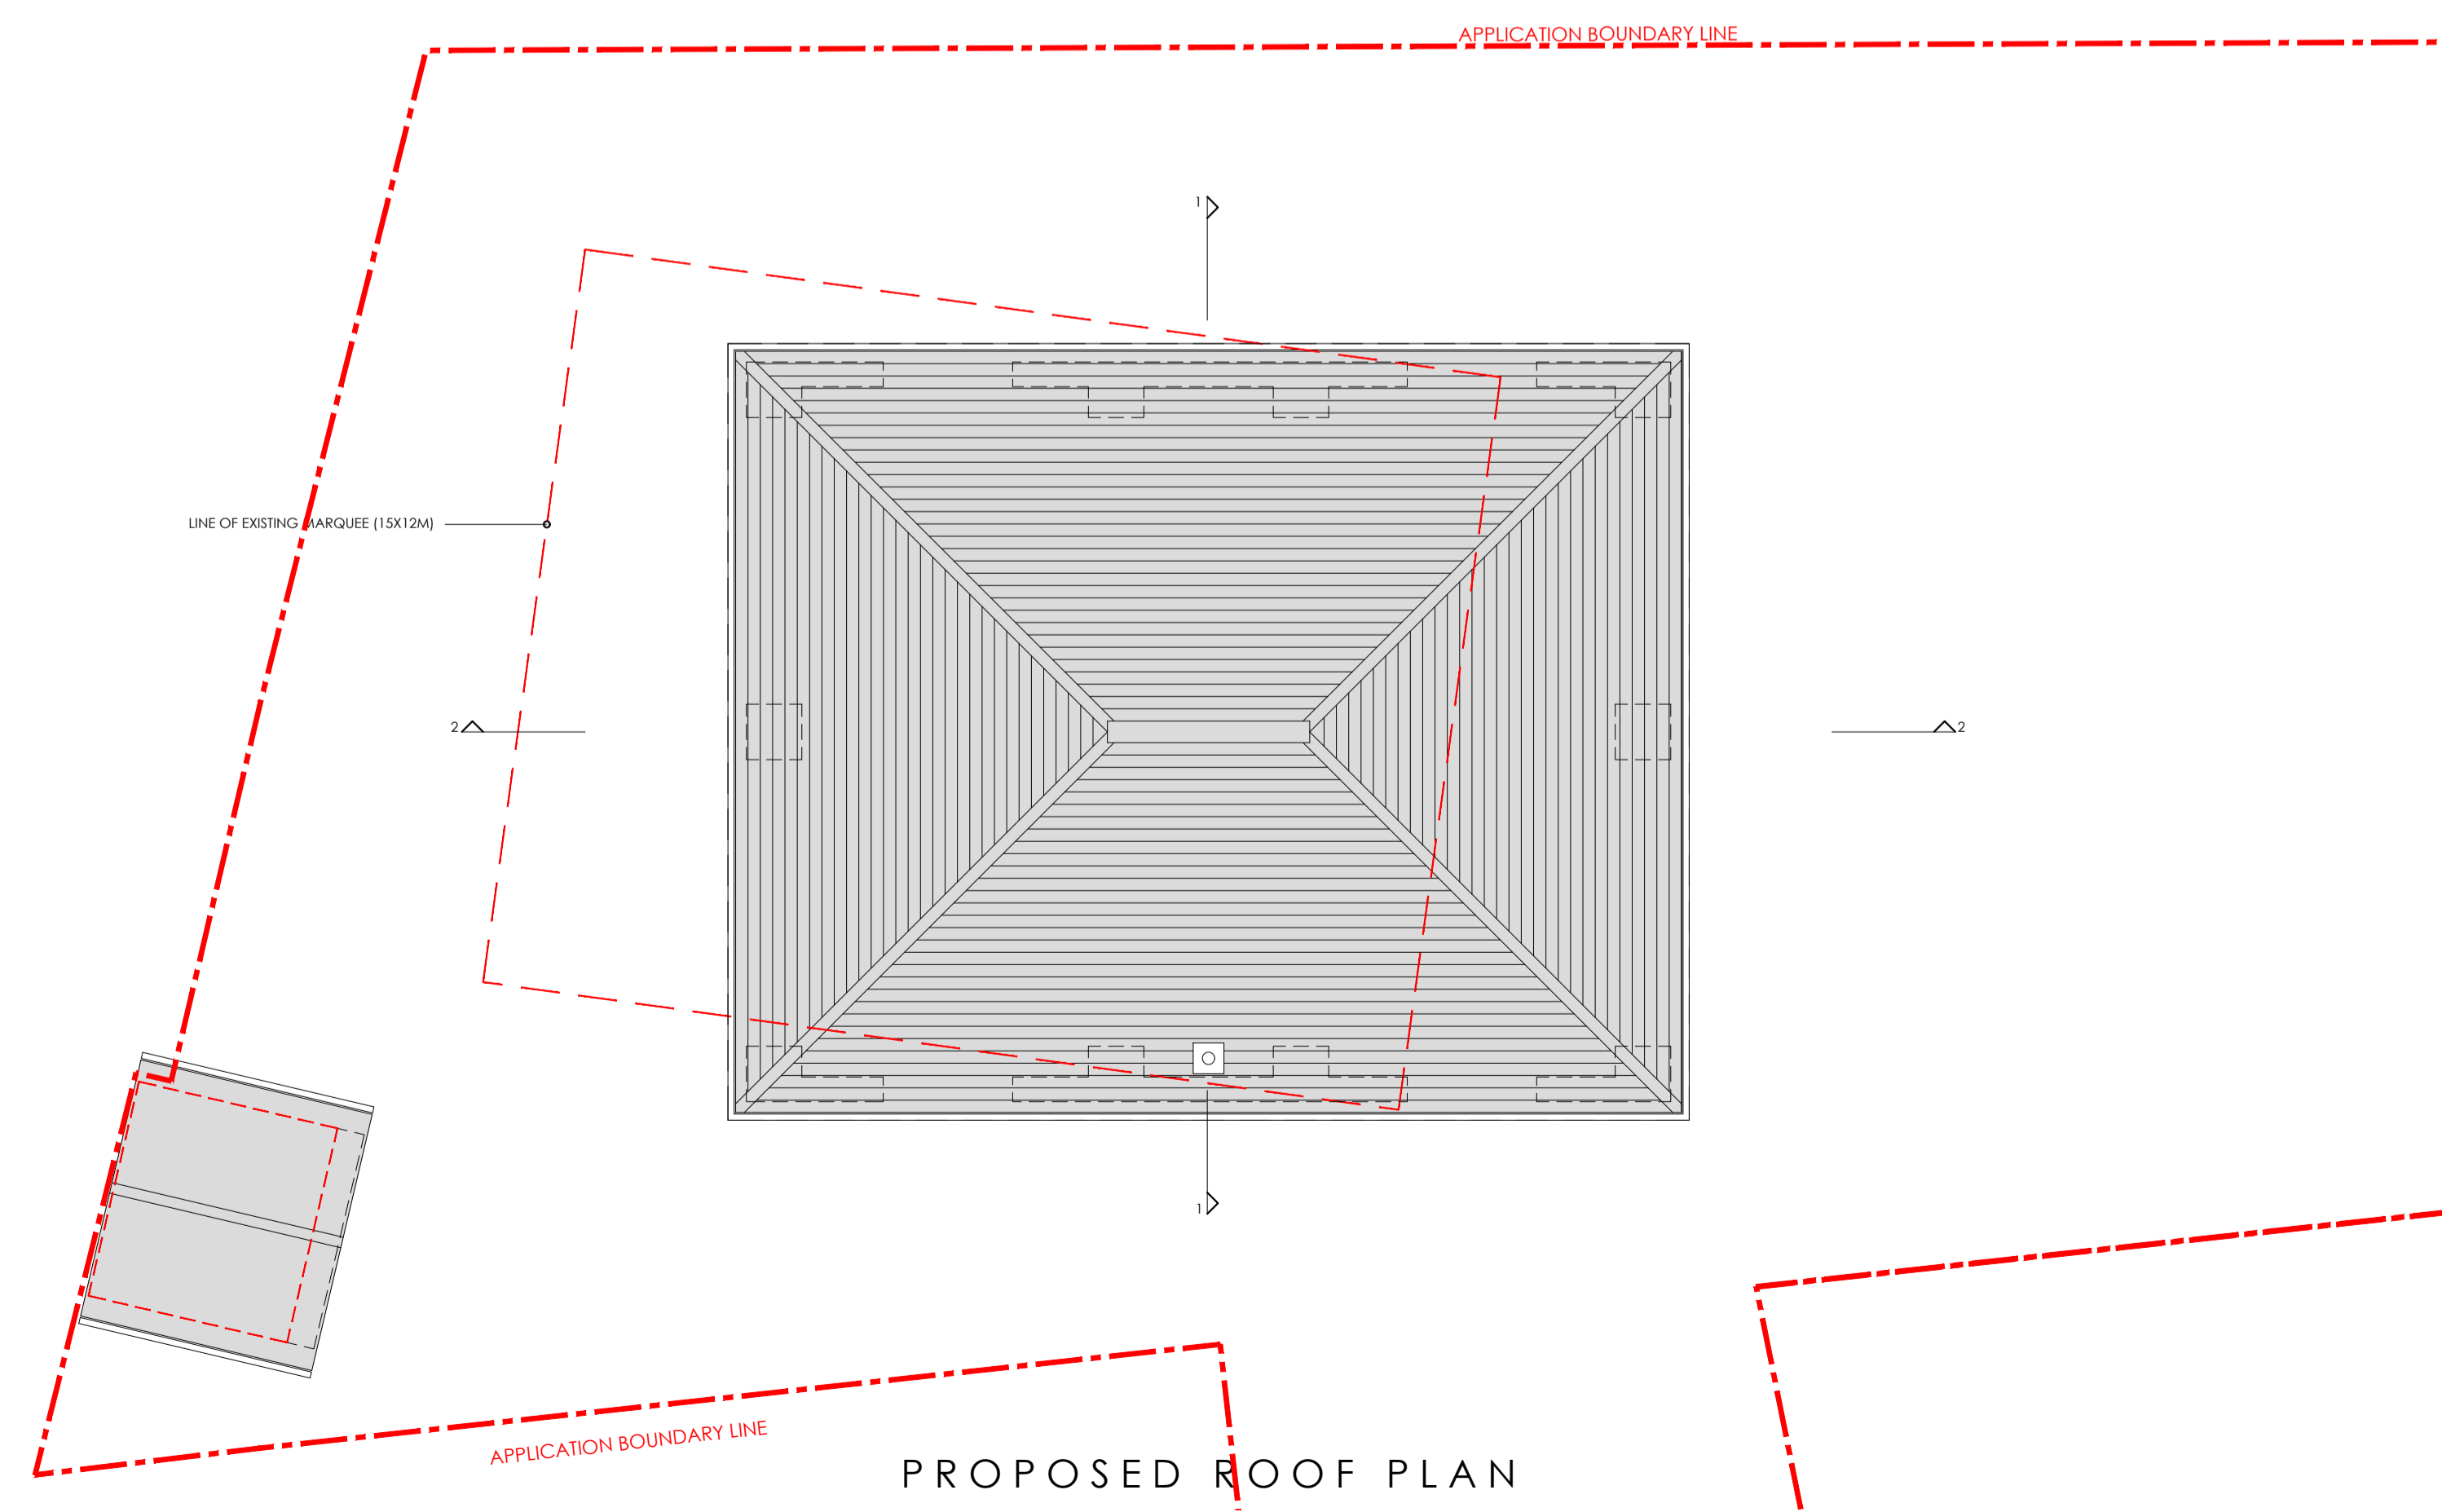 APPLICATION BOUNDARY LINE
1
LINE OF EXISTING MARQUEE (15X12M)
2
2
1
APPLICATION BOUNDARY LINE
PROPOSED ROOF PLAN